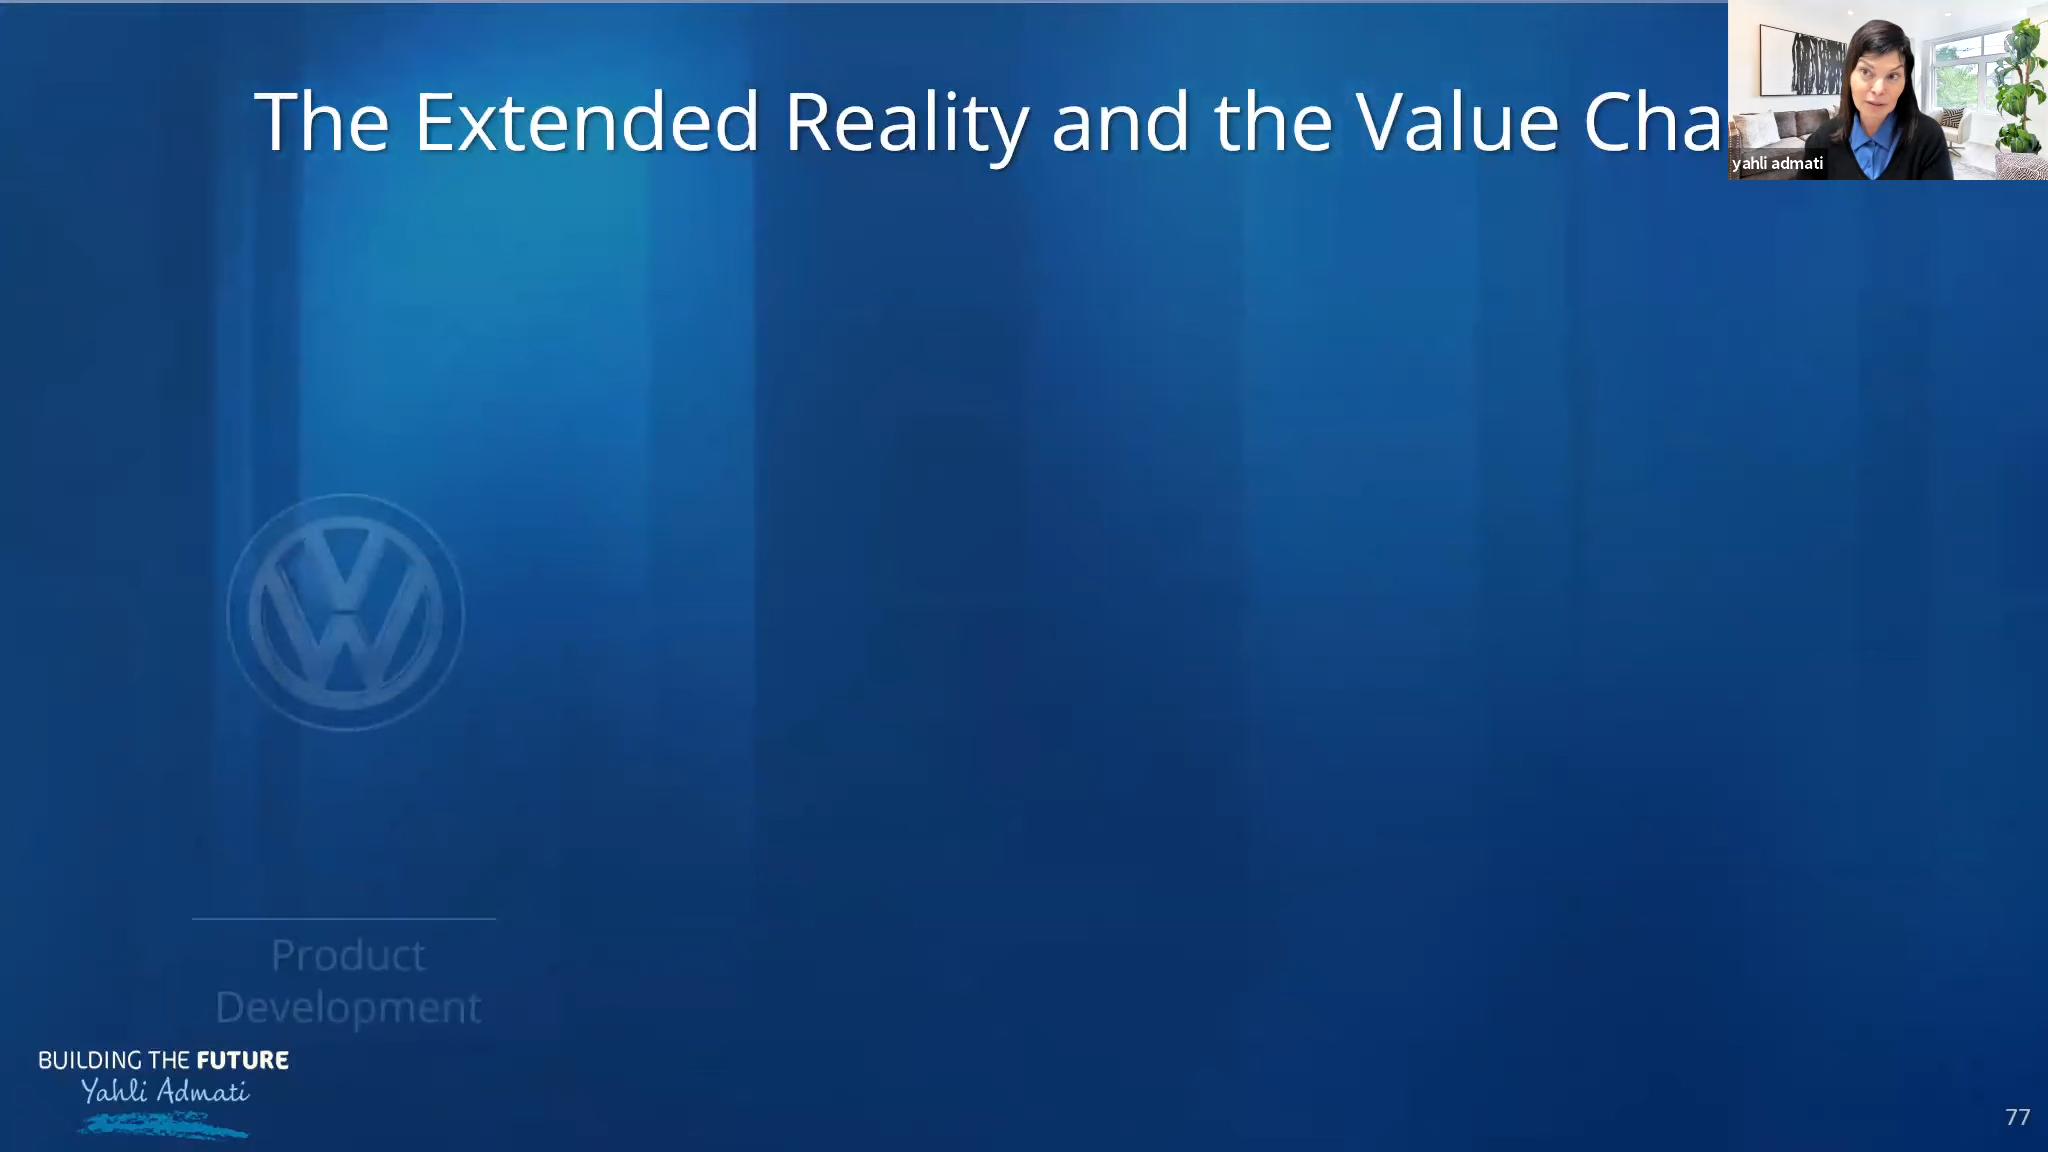 The Extended Reality and the Value Cha
yahli admati
Product
Development
BUILDING THE FUTURE
Yahli Admati
77